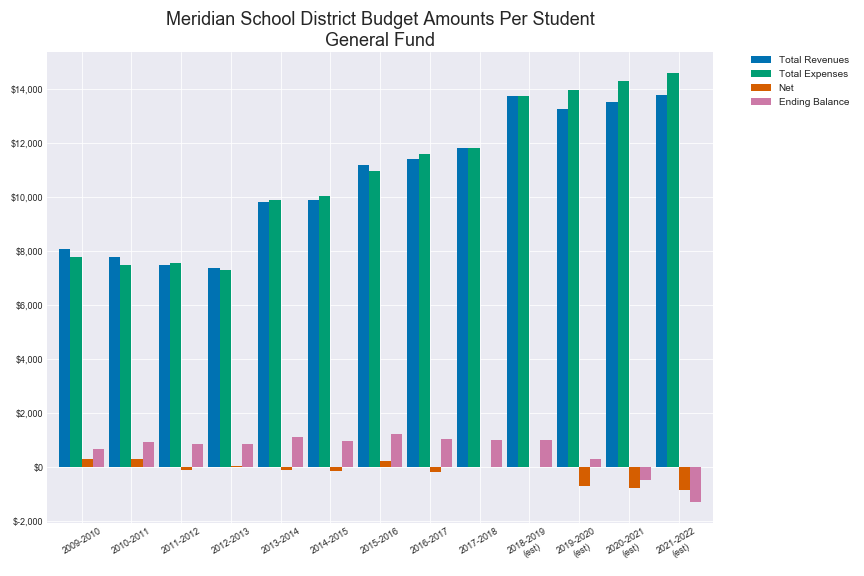 Meridian School District Budget Amounts Per Student
General Fund
Total Revenues
Total Expenses
Net
Ending Balance
$14,000
$12,000
$10,000
$8,000
$6,000
$4,000
$2,000
$0
$-2,000
2009-2010
2010-2011
2011-2012
2012-2013
2013-2014
2014-2015
2015-2016
2016-2017
2017-2018
2018-2019
(est)
2019-2020
(est)
2020-2021
(est)
2021-2022
(est)